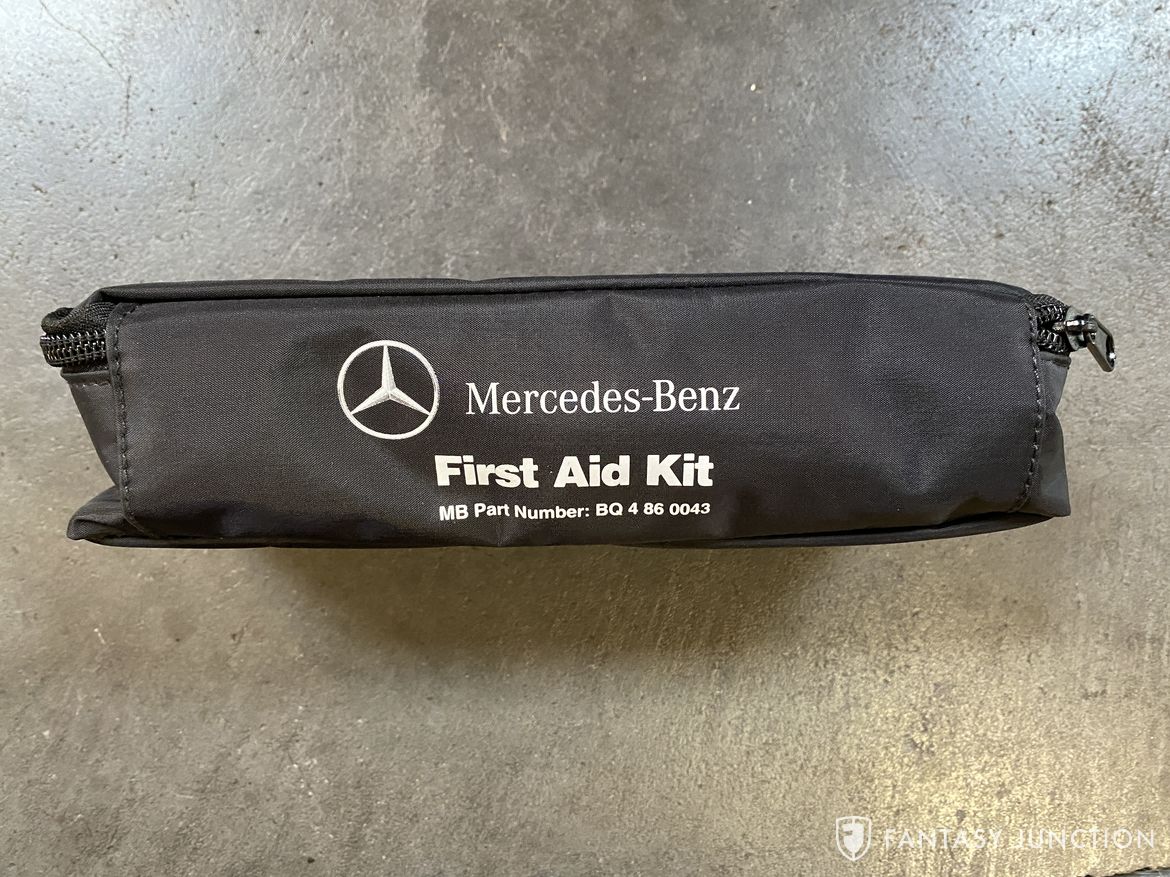 Mercedes-Benz
First Aid Kit
MB Part Number: BQ 4 86 0043
FANTASY JUNCTION